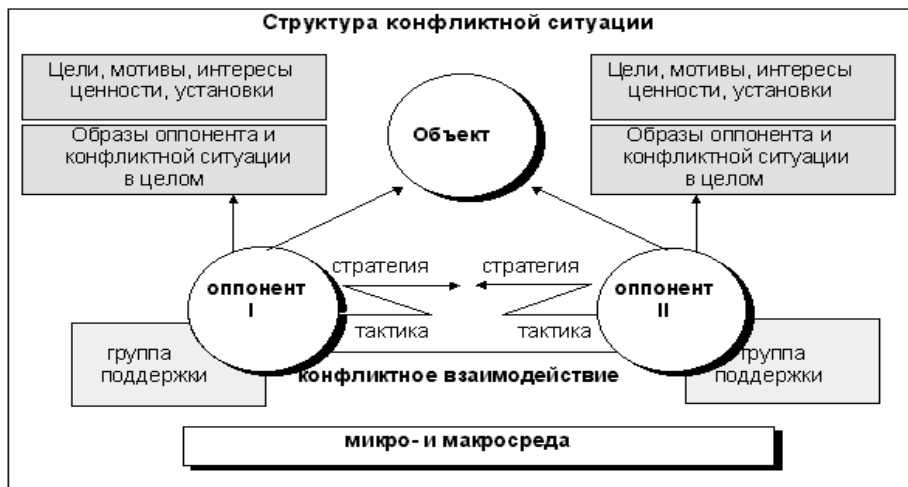 Структура конфликтной ситуации
Цели, мотивы, интересы
ценности, установки
Цели, мотивы, интересы
ценности, установки
Объект
Образы оппонента и
конфликтной ситуации
в целом
Образы оппонента и
конфликтной ситуации
в целом
стратегия
стратегия
оппонент
I
оппонент
II
тактика
тактика
группа
поддержки
группа
поддержки
конфликтное взаимодействие
микро- и макросреда